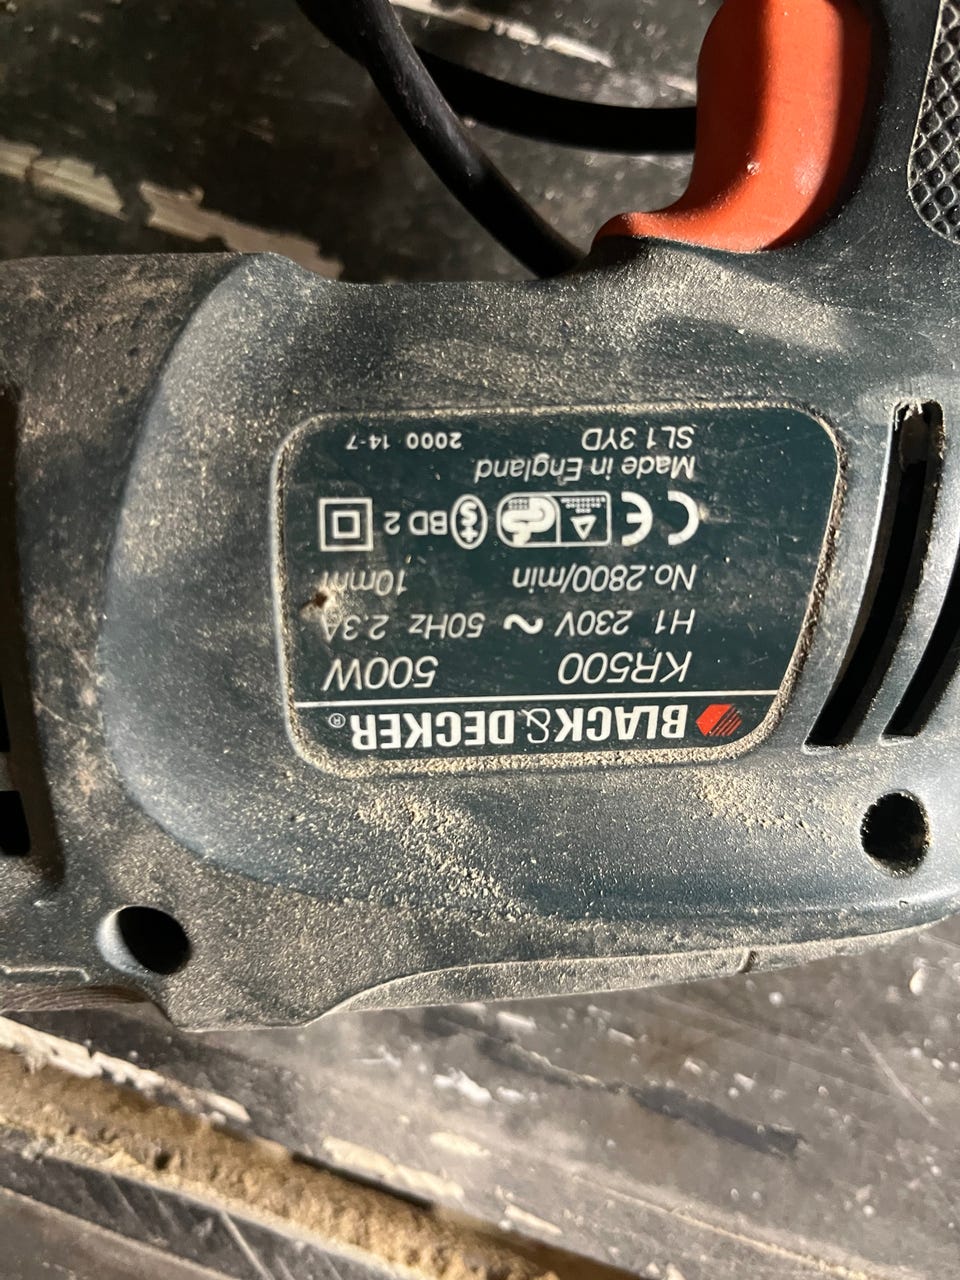 BLACK&DECKER®
KR500 500W
H1 230V ~ 50Hz 2.3A
No.2800/min 10mm
CE BD 2
Made in England
SL1 3YD 2000 14-7